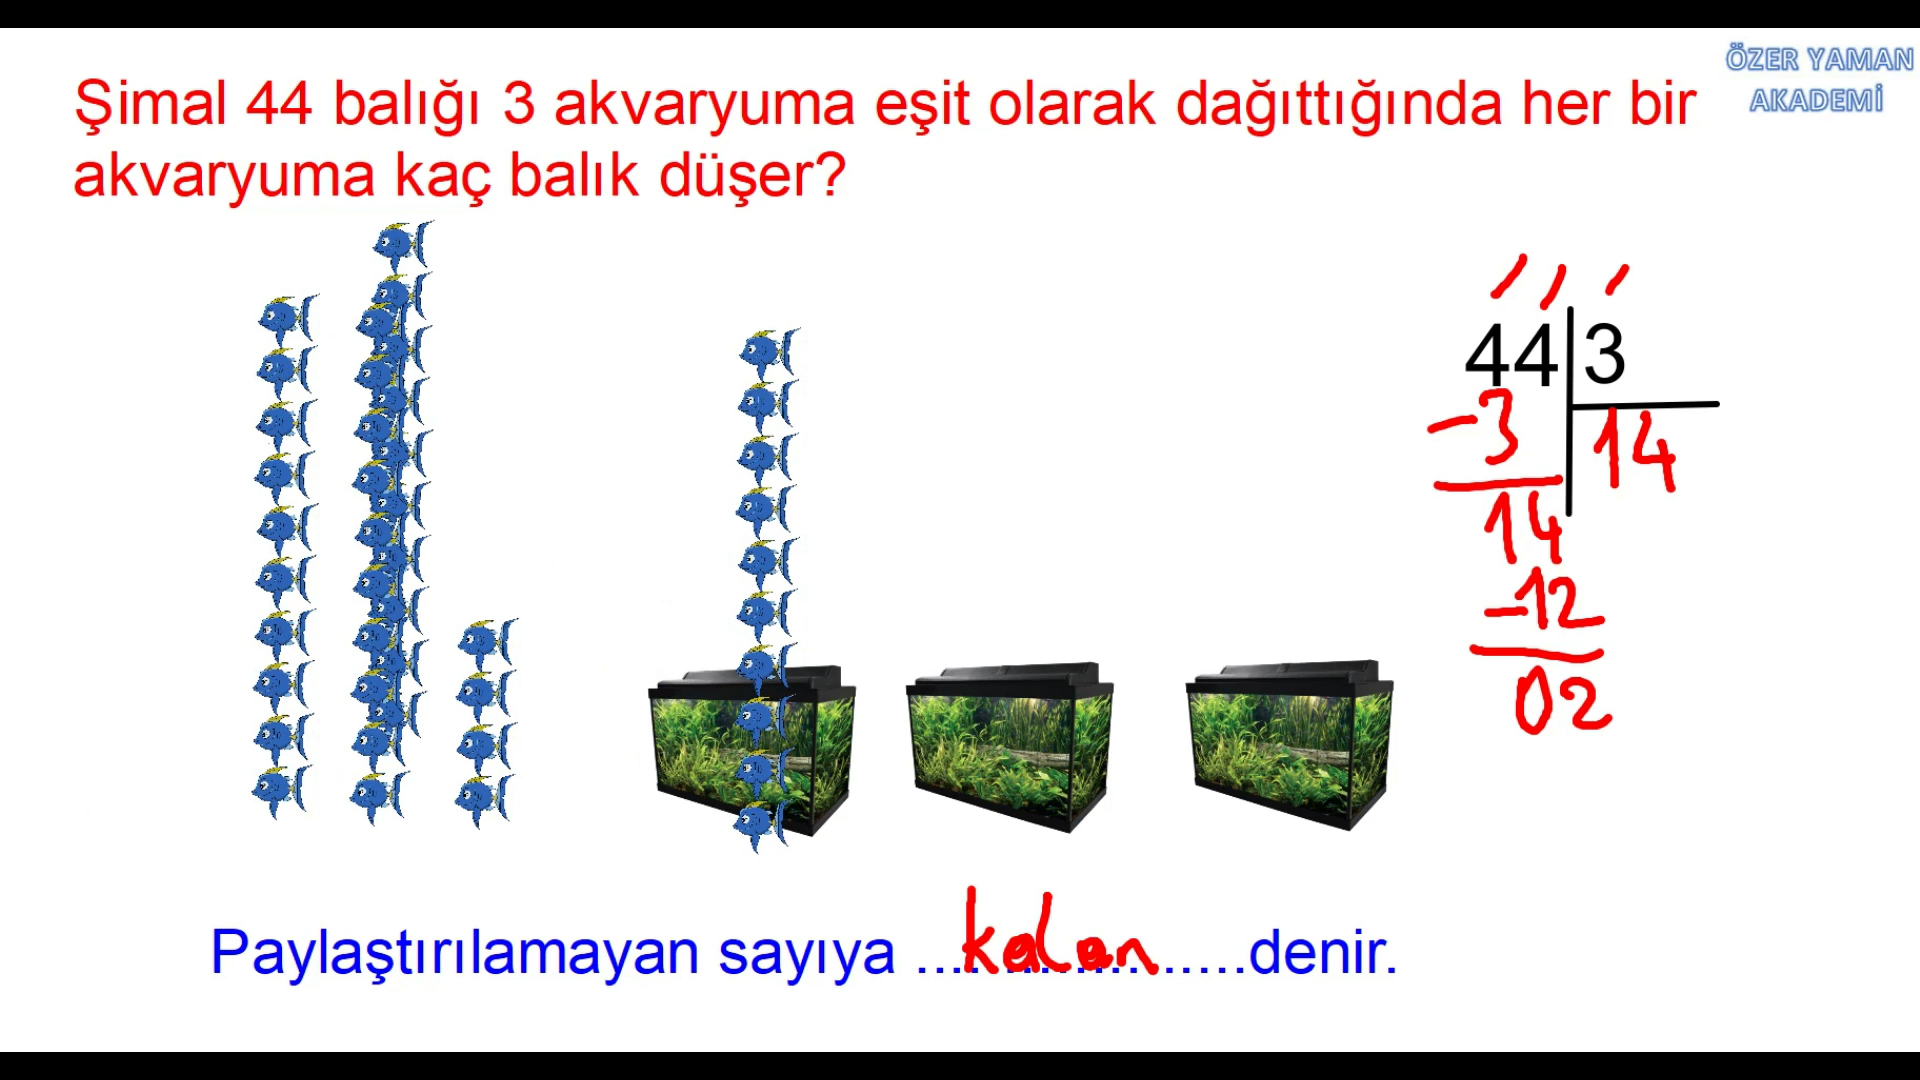 ÖZER YAMAN
AKADEMİ
Şimal 44 balığı 3 akvaryuma eşit olarak dağıttığında her bir
akvaryuma kaç balık düşer?
44 3
-3 14
14
-12
02
Paylaştırılamayan sayıya ....kalan.....denir.